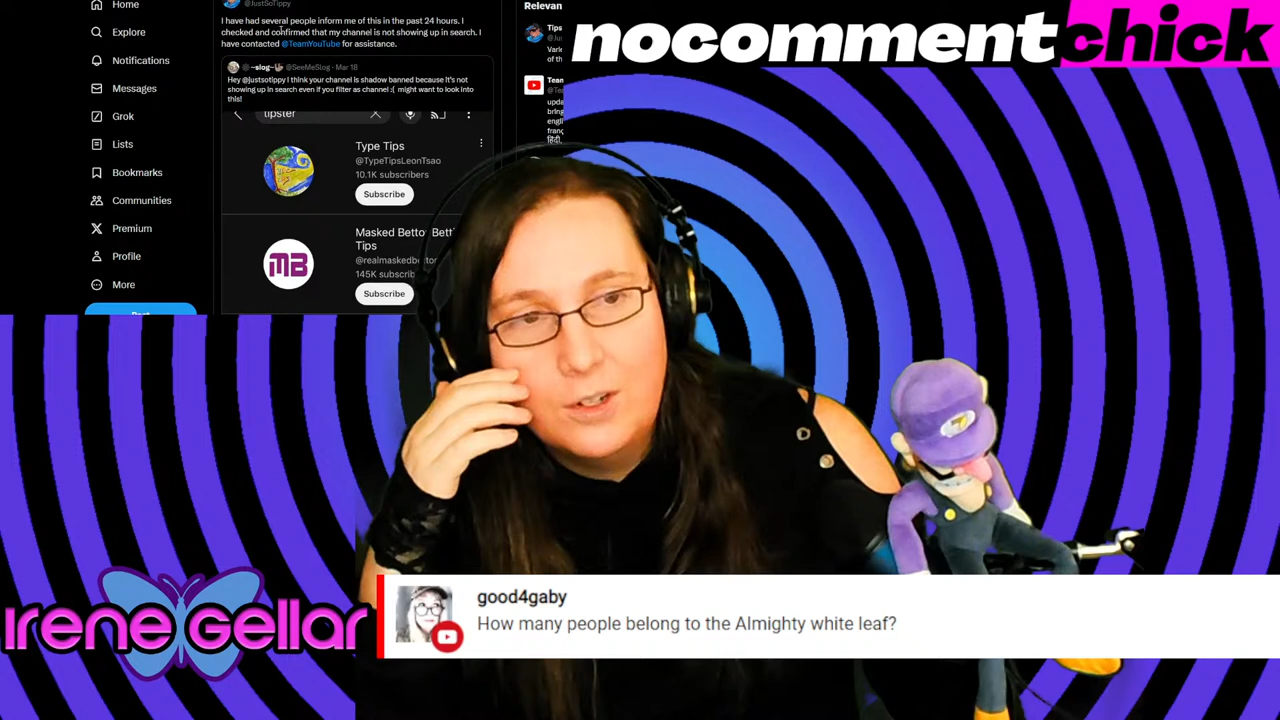 Home
Explore
Notifications
Messages
Grok
Lists
Bookmarks
Communities
Premium
Profile
More
@JustSoTippy
I have had several people inform me of this in the past 24 hours. I
checked and confirmed that my channel is not showing up in search. I
have contacted @TeamYouTube for assistance.
~slog~ @SeeMeSlog · Mar 18
Hey @justsotippy I think your channel is shadow banned because it's not
showing up in search even if you filter as channel :( might want to look into
this!
tipster
Type Tips
@TypeTipsLeonTsao
10.1K subscribers
Subscribe
MB
Tips
145K
Subscribe
Relevan
Tips
nocommentchick
irene gellar
good4gaby
How many people belong to the Almighty white leaf?